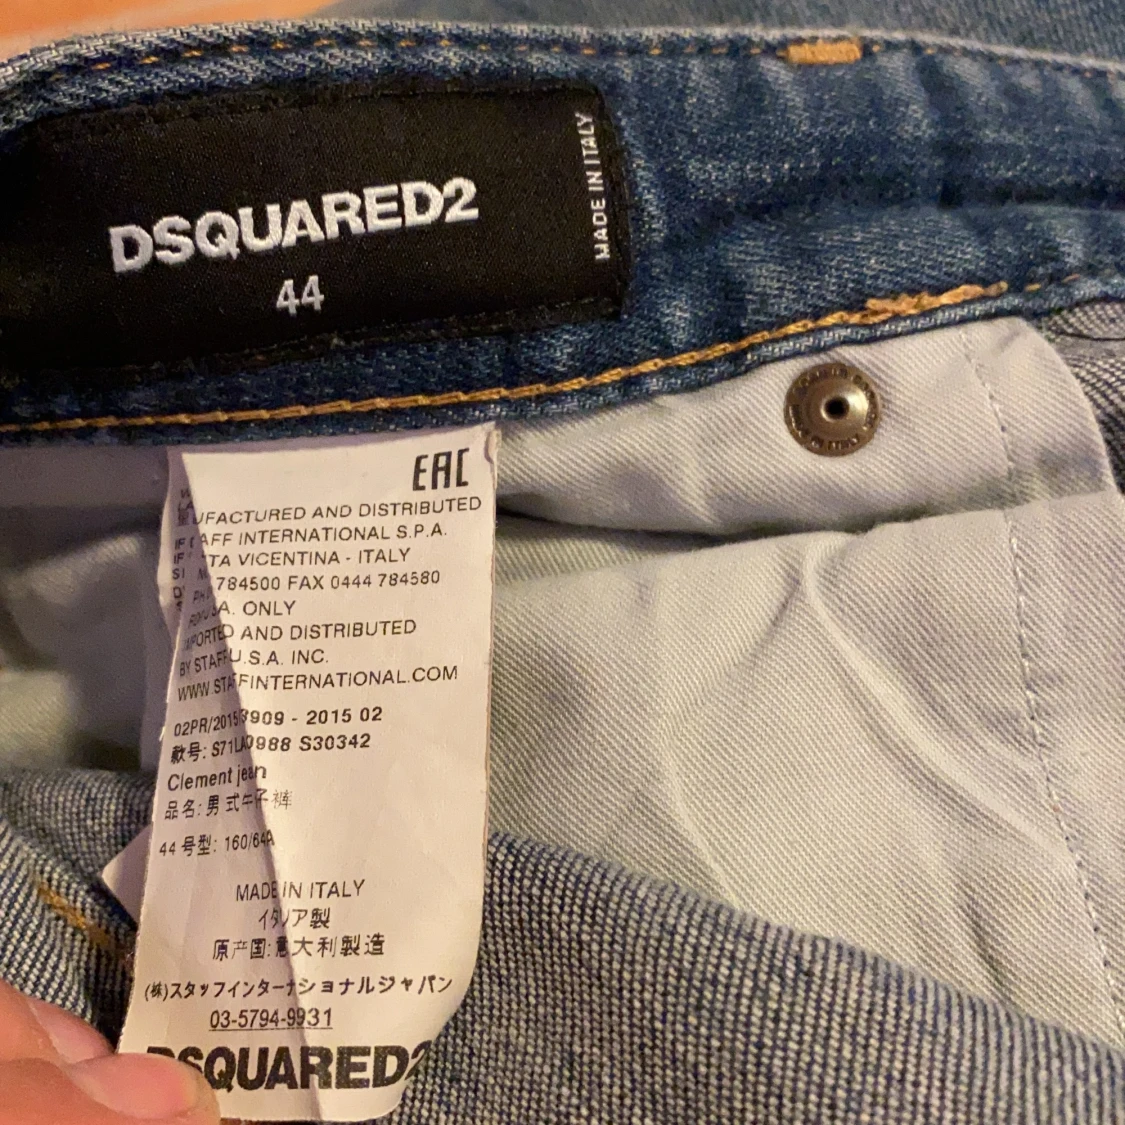 DSQUARED2
44
MADE IN ITALY
EAC
UFACTURED AND DISTRIBUTED
AFF INTERNATIONAL S.P.A.
TA VICENTINA - ITALY
784500 FAX 0444 784580
ONLY
AND DISTRIBUTED
BY STAFF U.S.A. INC.
WWW.STAFFINTERNATIONAL.COM
02PR/2015 3909 - 2015 02
款号: S71LA0988 S30342
Clement jean
品名: 男式牛子裤
44 号型: 160/64A
MADE IN ITALY
イタリア製
原产国: 意大利製造
(株)スタッフインターナショナルジャパン
03-5794-9931
DSQUARED2